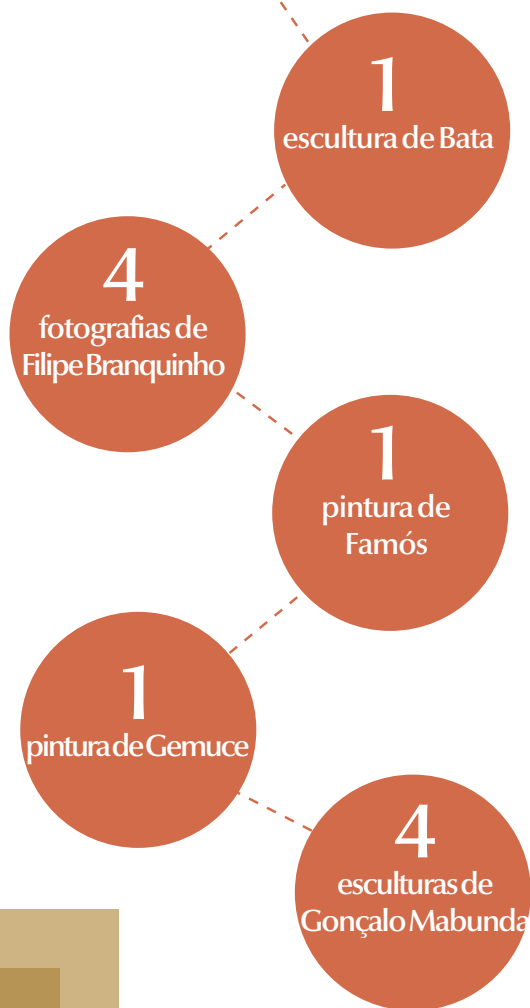 1
escultura de Bata
4
fotografias de
Filipe Branquinho
1
pintura de
Famós
1
pintura de Gemuce
4
esculturas de
Gonçalo Mabunda